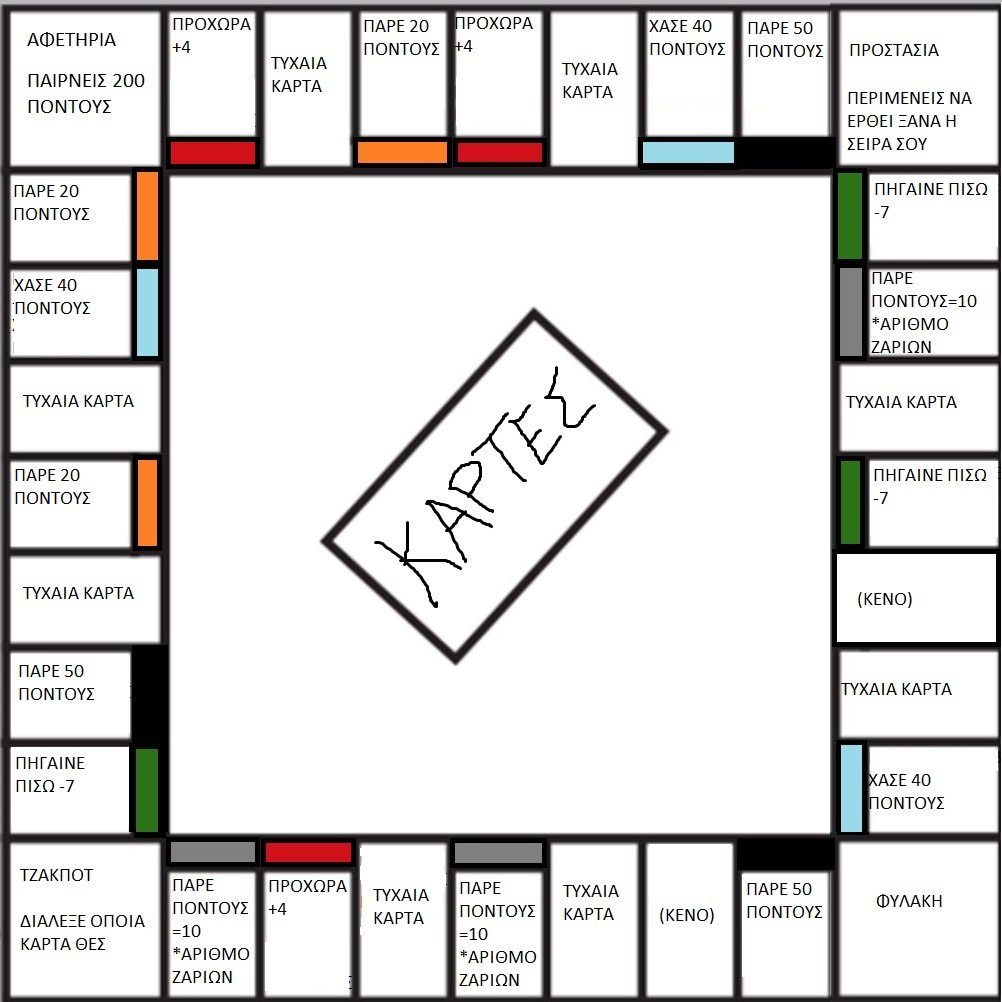 ΑΦΕΤΗΡΙΑ
ΠΑΙΡΝΕΙΣ 200
ΠΟΝΤΟΥΣ
ΠΡΟΧΩΡΑ
+4
ΤΥΧΑΙΑ
ΚΑΡΤΑ
ΠΑΡΕ 20
ΠΟΝΤΟΥΣ
ΠΡΟΧΩΡΑ
+4
ΤΥΧΑΙΑ
ΚΑΡΤΑ
ΧΑΣΕ 40
ΠΟΝΤΟΥΣ
ΠΑΡΕ 50
ΠΟΝΤΟΥΣ
ΠΡΟΣΤΑΣΙΑ
ΠΕΡΙΜΕΝΕΙΣ ΝΑ
ΕΡΘΕΙ ΞΑΝΑ Η
ΣΕΙΡΑ ΣΟΥ
ΠΑΡΕ 20
ΠΟΝΤΟΥΣ
ΠΗΓΑΙΝΕ ΠΙΣΩ
-7
ΧΑΣΕ 40
ΠΟΝΤΟΥΣ
ΠΑΡΕ
ΠΟΝΤΟΥΣ=10
*ΑΡΙΘΜΟ
ΖΑΡΙΩΝ
ΤΥΧΑΙΑ ΚΑΡΤΑ
ΤΥΧΑΙΑ ΚΑΡΤΑ
ΠΑΡΕ 20
ΠΟΝΤΟΥΣ
ΚΑΡΤΕΣ
ΠΗΓΑΙΝΕ ΠΙΣΩ
-7
ΤΥΧΑΙΑ ΚΑΡΤΑ
(ΚΕΝΟ)
ΠΑΡΕ 50
ΠΟΝΤΟΥΣ
ΤΥΧΑΙΑ ΚΑΡΤΑ
ΠΗΓΑΙΝΕ
ΠΙΣΩ -7
ΧΑΣΕ 40
ΠΟΝΤΟΥΣ
ΤΖΑΚΠΟΤ
ΔΙΑΛΕΞΕ ΟΠΟΙΑ
ΚΑΡΤΑ ΘΕΣ
ΠΑΡΕ
ΠΟΝΤΟΥΣ
=10
*ΑΡΙΘΜΟ
ΖΑΡΙΩΝ
ΠΡΟΧΩΡΑ
+4
ΤΥΧΑΙΑ
ΚΑΡΤΑ
ΠΑΡΕ
ΠΟΝΤΟΥΣ
=10
*ΑΡΙΘΜΟ
ΖΑΡΙΩΝ
ΤΥΧΑΙΑ
ΚΑΡΤΑ
(ΚΕΝΟ)
ΠΑΡΕ 50
ΠΟΝΤΟΥΣ
ΦΥΛΑΚΗ